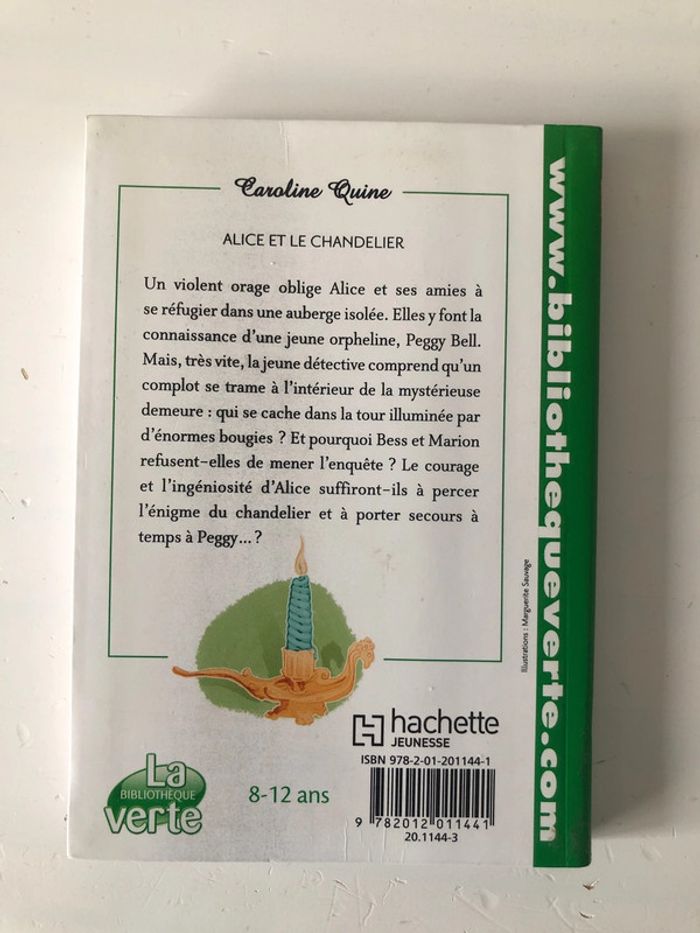 Caroline Quine
ALICE ET LE CHANDELIER
Un violent orage oblige Alice et ses amies à
se réfugier dans une auberge isolée. Elles y font la
connaissance d'une jeune orpheline, Peggy Bell.
Mais, très vite, la jeune détective comprend qu'un
complot se trame à l'intérieur de la mystérieuse
demeure : qui se cache dans la tour illuminée par
d'énormes bougies ? Et pourquoi Bess et Marion
refusent-elles de mener l'enquête ? Le courage
et l'ingéniosité d'Alice suffiront-ils à percer
l'énigme du chandelier et à porter secours à
temps à Peggy... ?
Illustrations : Marguerite Sauvage
www.bibliothequeverte.com
hachette
JEUNESSE
ISBN 978-2-01-201144-1
9 782012 011441
20.1144-3
La
BIBLIOTHÈQUE
verte
8-12 ans